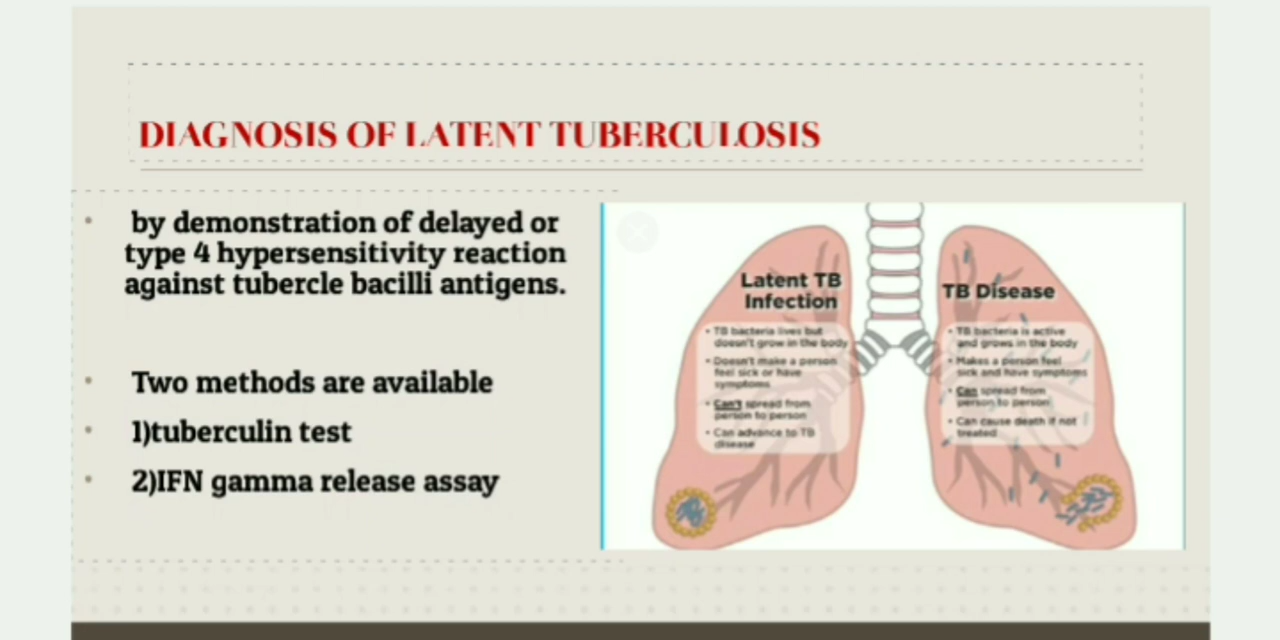 DIAGNOSIS OF LATENT TUBERCULOSIS
• by demonstration of delayed or
type 4 hypersensitivity reaction
against tubercle bacilli antigens.
• Two methods are available
• 1)tuberculin test
• 2)IFN gamma release assay
Latent TB
Infection
• TB bacteria lives but
doesn't grow in the body
• Doesn't make a person
feel sick or have
symptoms
• Can't spread from
person to person
• Can advance to TB
disease
TB Disease
• TB bacteria is active
and grows in the body
• Makes a person feel
sick and have symptoms
• Can spread from
person to person
• Can cause death if not
treated